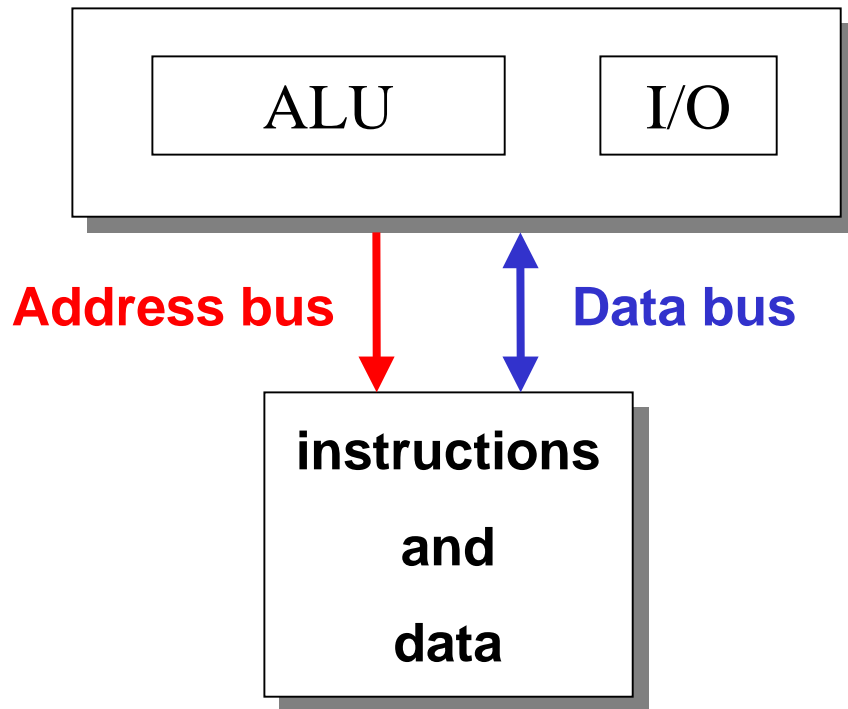 ALU I/O
Address bus Data bus
instructions
and
data